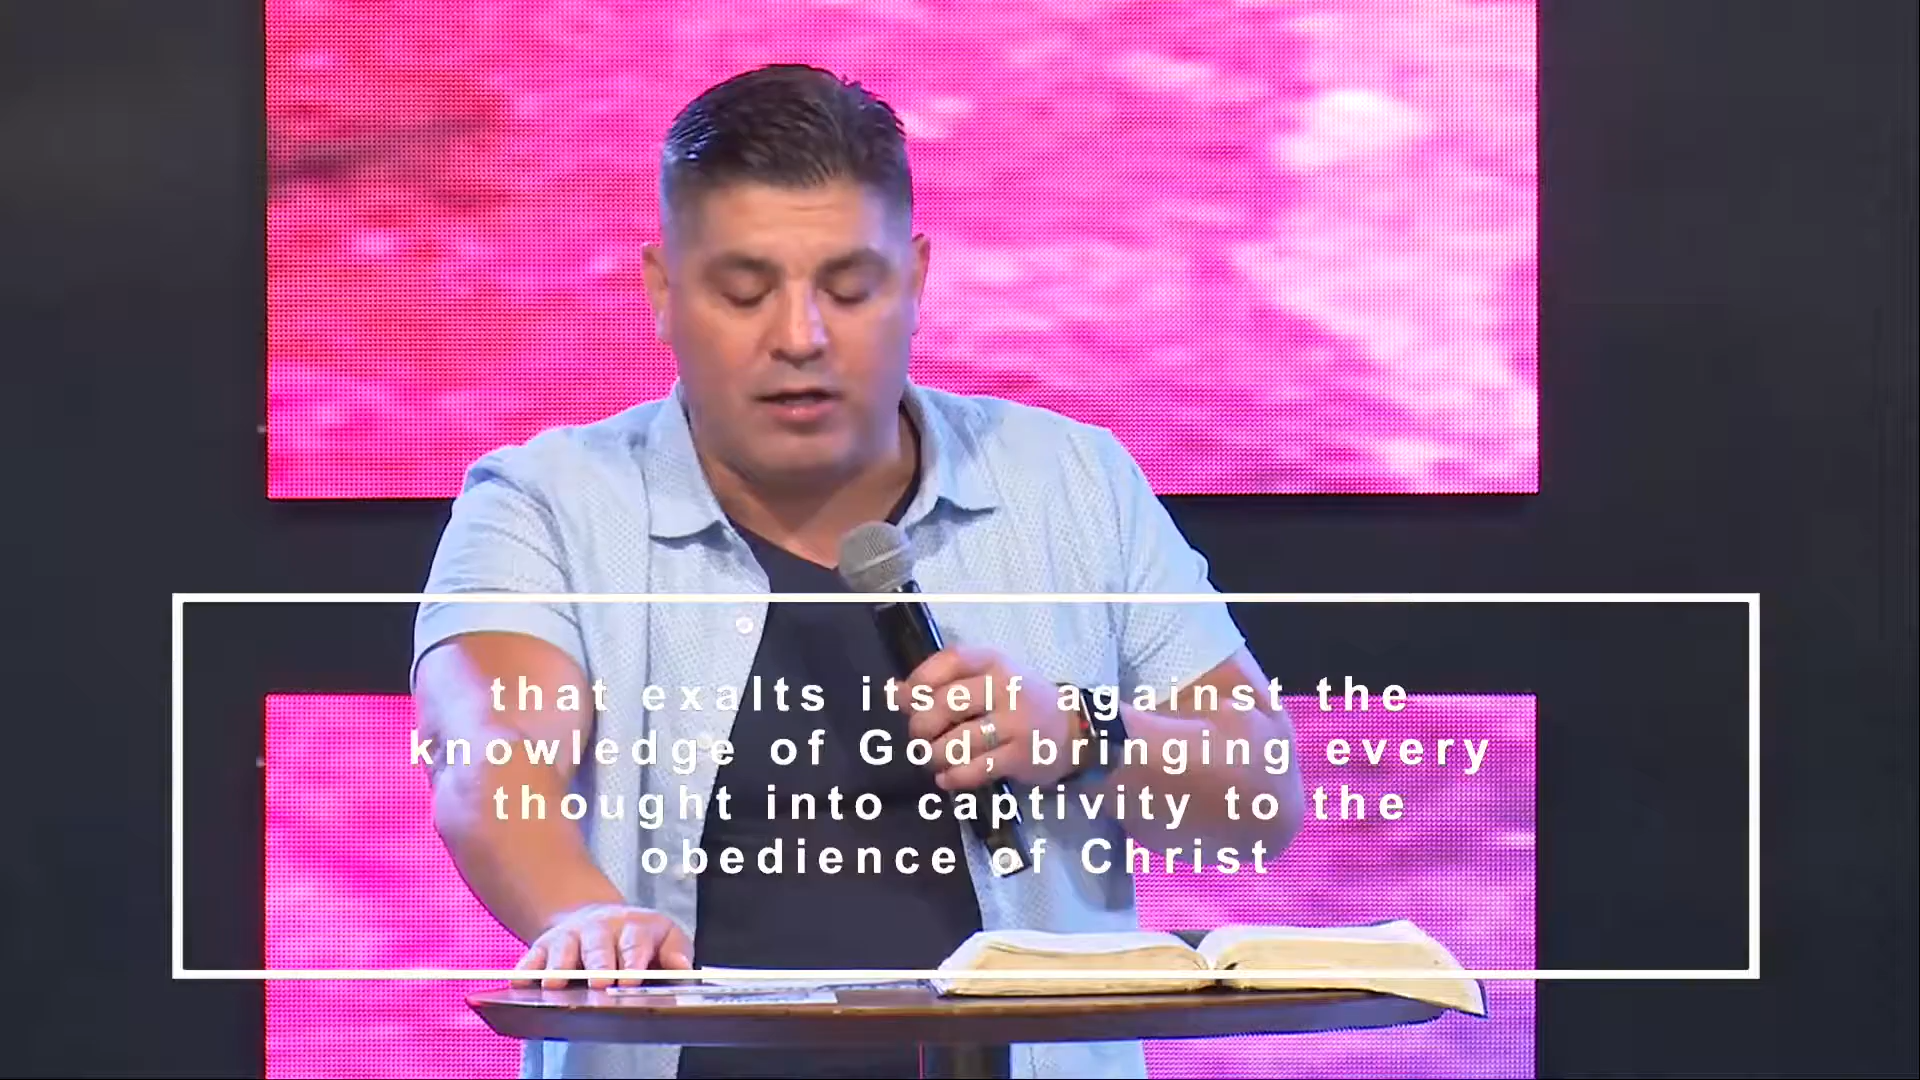 that exalts itself against the
knowledge of God, bringing every
thought into captivity to the
obedience of Christ